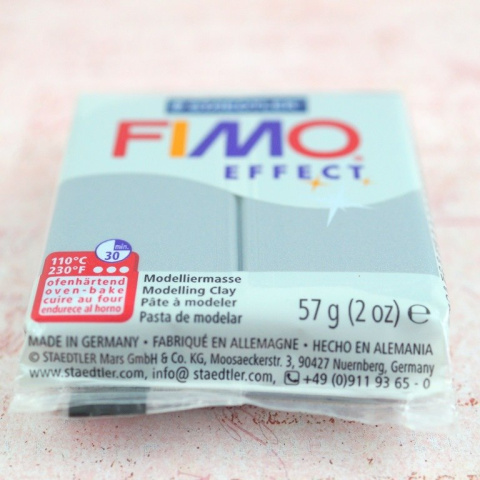 STAEDTLER
FIMO
EFFECT
min.
30
110°C
230°F
ofenhärtend
oven-bake
cuire au four
endurece al horno
Modelliermasse
Modelling Clay
Pâte à modeler
Pasta de modelar
57 g (2 oz) ℮
MADE IN GERMANY • FABRIQUÉ EN ALLEMAGNE • HECHO EN ALEMANIA
© STAEDTLER Mars GmbH & Co. KG, Moosaeckerstr. 3, 90427 Nuernberg, Germany
www.staedtler.com, info@ staedtler.com, +49 (0)911 93 65 - 0